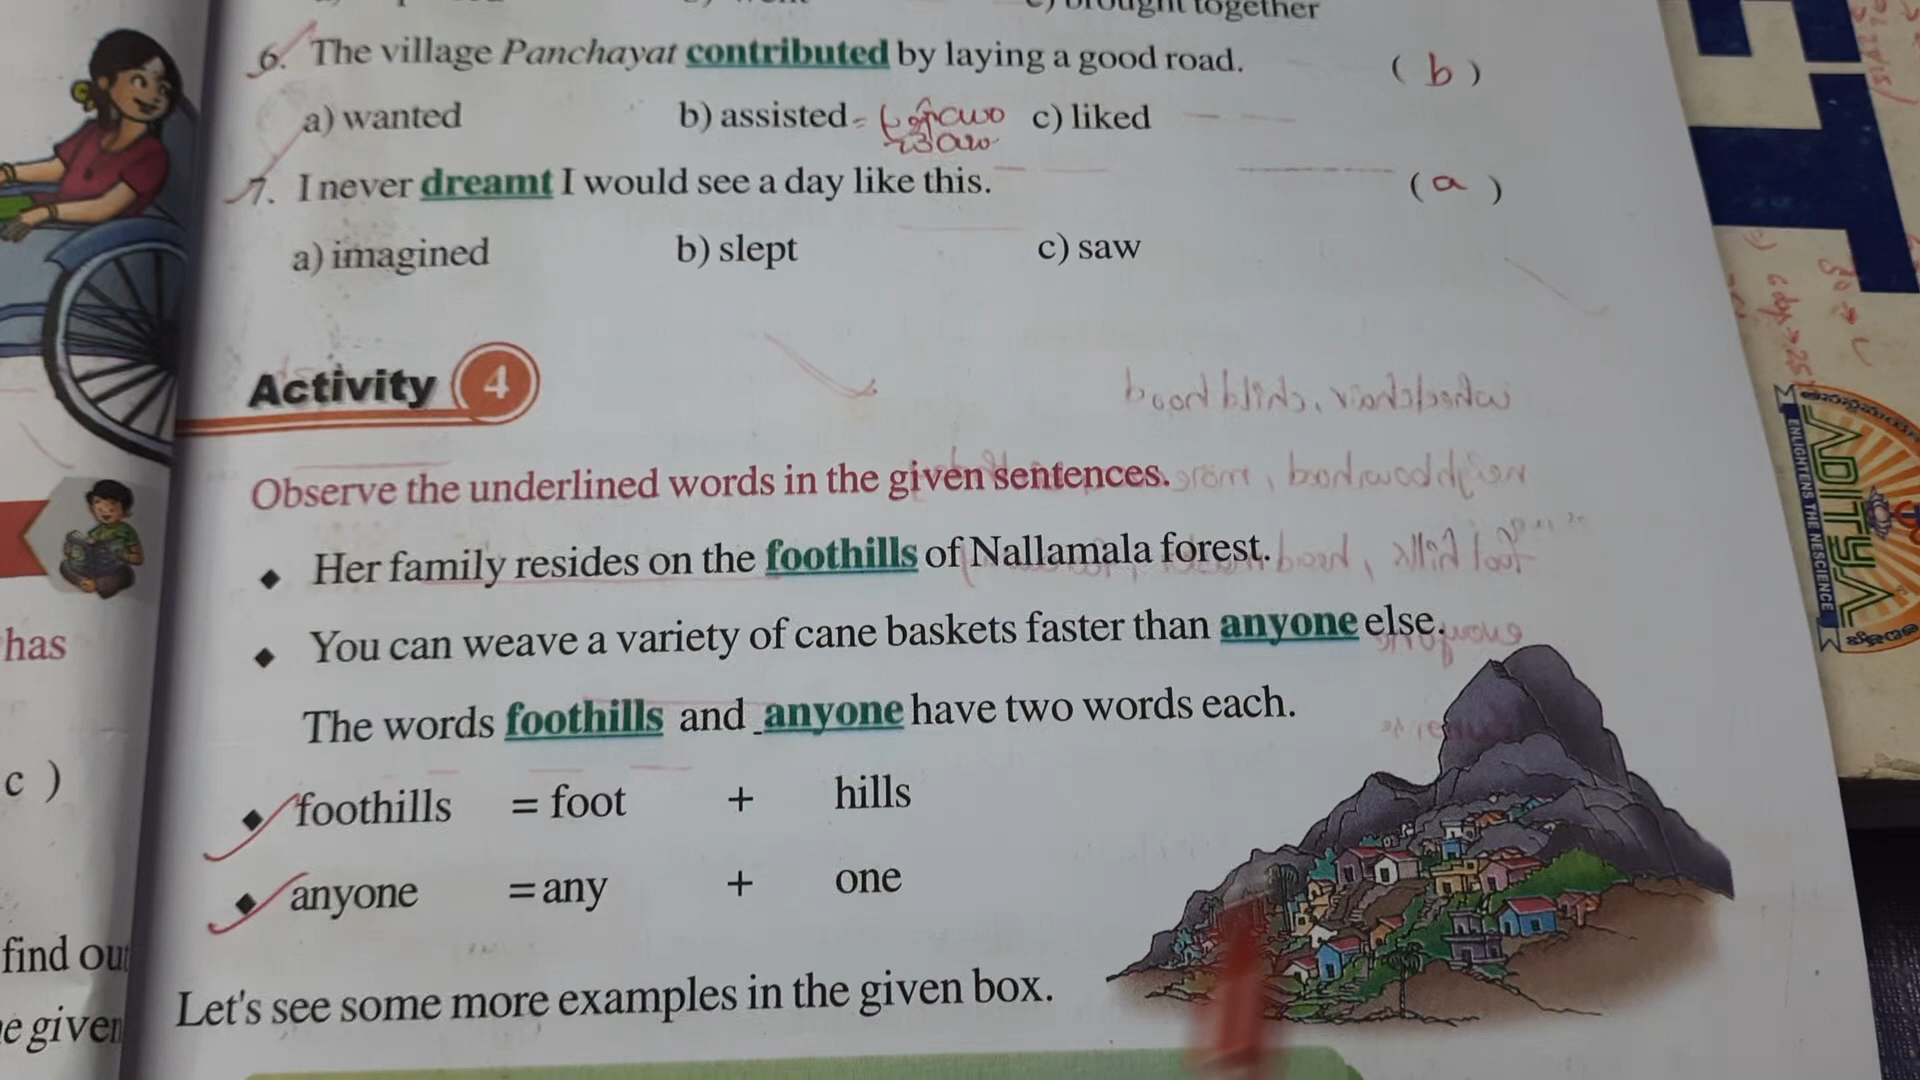 brought together
6. The village Panchayat contributed by laying a good road. ( b )
a) wanted b) assisted c) liked
7. I never dreamt I would see a day like this. ( a )
a) imagined b) slept c) saw
Activity 4
Observe the underlined words in the given sentences.
◆ Her family resides on the foothills of Nallamala forest.
◆ You can weave a variety of cane baskets faster than anyone else.
The words foothills and anyone have two words each.
◆ foothills = foot + hills
◆ anyone = any + one
Let's see some more examples in the given box.
has
c )
find out
given
ADITYA
ENLIGHTENS THE NESCIENCE